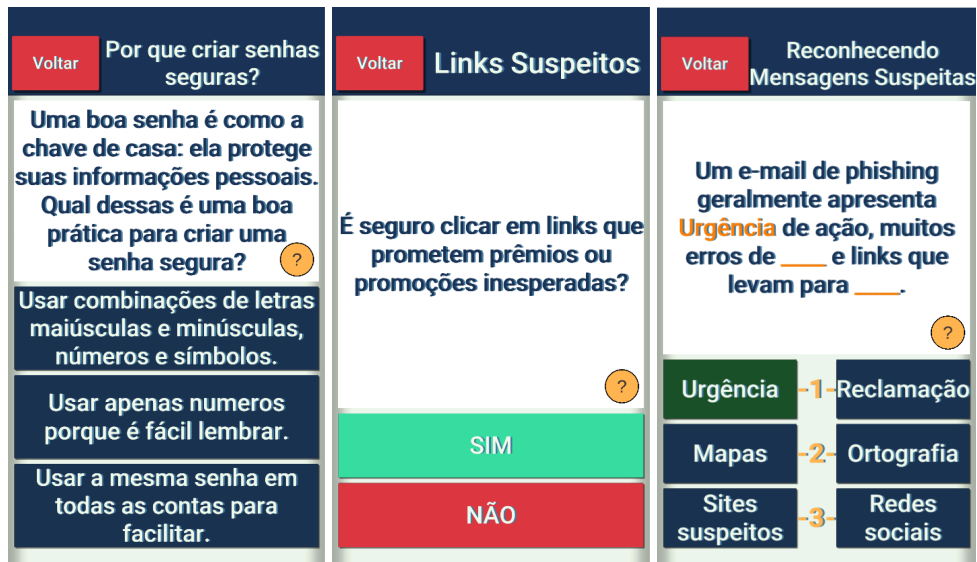 Voltar
Por que criar senhas
seguras?
Uma boa senha é como a
chave de casa: ela protege
suas informações pessoais.
Qual dessas é uma boa
prática para criar uma
senha segura?
?
Usar combinações de letras
maiúsculas e minúsculas,
números e símbolos.
Usar apenas numeros
porque é fácil lembrar.
Usar a mesma senha em
todas as contas para
facilitar.
Voltar
Links Suspeitos
É seguro clicar em links que
prometem prêmios ou
promoções inesperadas?
?
SIM
NÃO
Voltar
Reconhecendo
Mensagens Suspeitas
Um e-mail de phishing
geralmente apresenta
Urgência de ação, muitos
erros de ____ e links que
levam para ____.
?
Urgência -1- Reclamação
Mapas -2- Ortografia
Sites
suspeitos
-3-
Redes
sociais